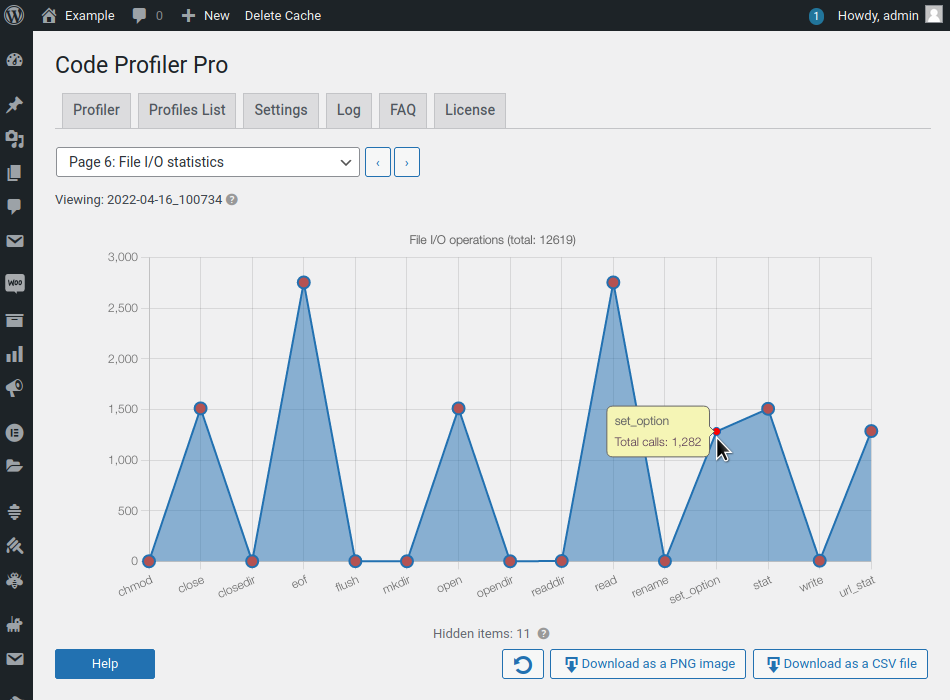 Example 0 New Delete Cache 1 Howdy, admin
Code Profiler Pro
Profiler Profiles List Settings Log FAQ License
Page 6: File I/O statistics ‹ ›
Viewing: 2022-04-16_100734 ?
File I/O operations (total: 12619)
3,000
2,500
2,000
1,500
1,000
500
0
set_option
Total calls: 1,282
chmod close closedir eof flush mkdir open opendir readdir read rename set_option stat write url_stat
Hidden items: 11 ?
Help Download as a PNG image Download as a CSV file
WOO